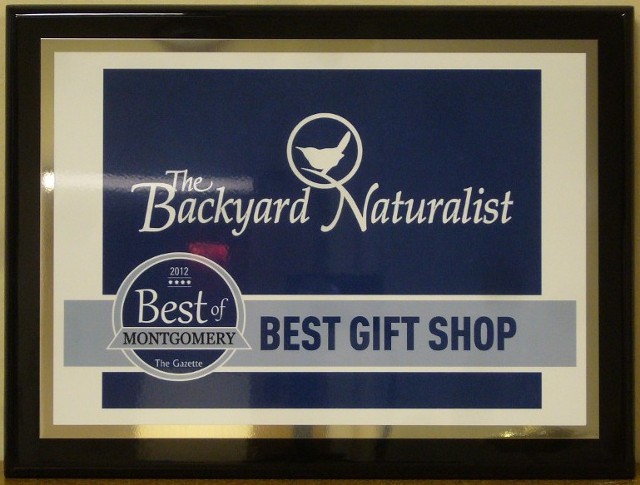 The
Backyard Naturalist
2012
Best of
MONTGOMERY
The Gazette
BEST GIFT SHOP